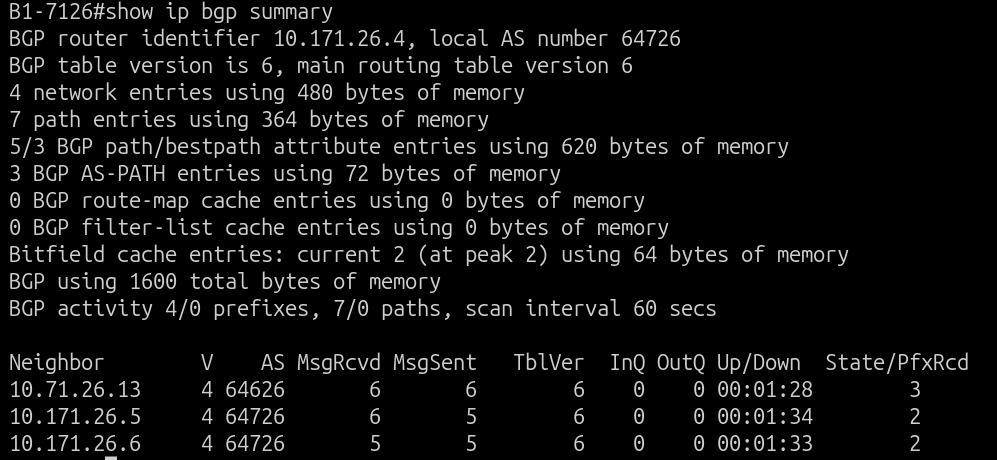 B1-7126#show ip bgp summary
BGP router identifier 10.171.26.4, local AS number 64726
BGP table version is 6, main routing table version 6
4 network entries using 480 bytes of memory
7 path entries using 364 bytes of memory
5/3 BGP path/bestpath attribute entries using 620 bytes of memory
3 BGP AS-PATH entries using 72 bytes of memory
0 BGP route-map cache entries using 0 bytes of memory
0 BGP filter-list cache entries using 0 bytes of memory
Bitfield cache entries: current 2 (at peak 2) using 64 bytes of memory
BGP using 1600 total bytes of memory
BGP activity 4/0 prefixes, 7/0 paths, scan interval 60 secs

Neighbor        V    AS MsgRcvd MsgSent   TblVer  InQ OutQ Up/Down  State/PfxRcd
10.71.26.13     4 64626       6       6        6    0    0 00:01:28        3
10.171.26.5     4 64726       6       5        6    0    0 00:01:34        2
10.171.26.6     4 64726       5       5        6    0    0 00:01:33        2